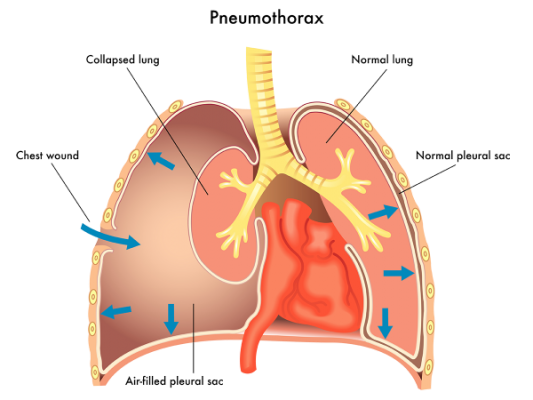 Pneumothorax
Collapsed lung
Normal lung
Chest wound
Normal pleural sac
Air-filled pleural sac